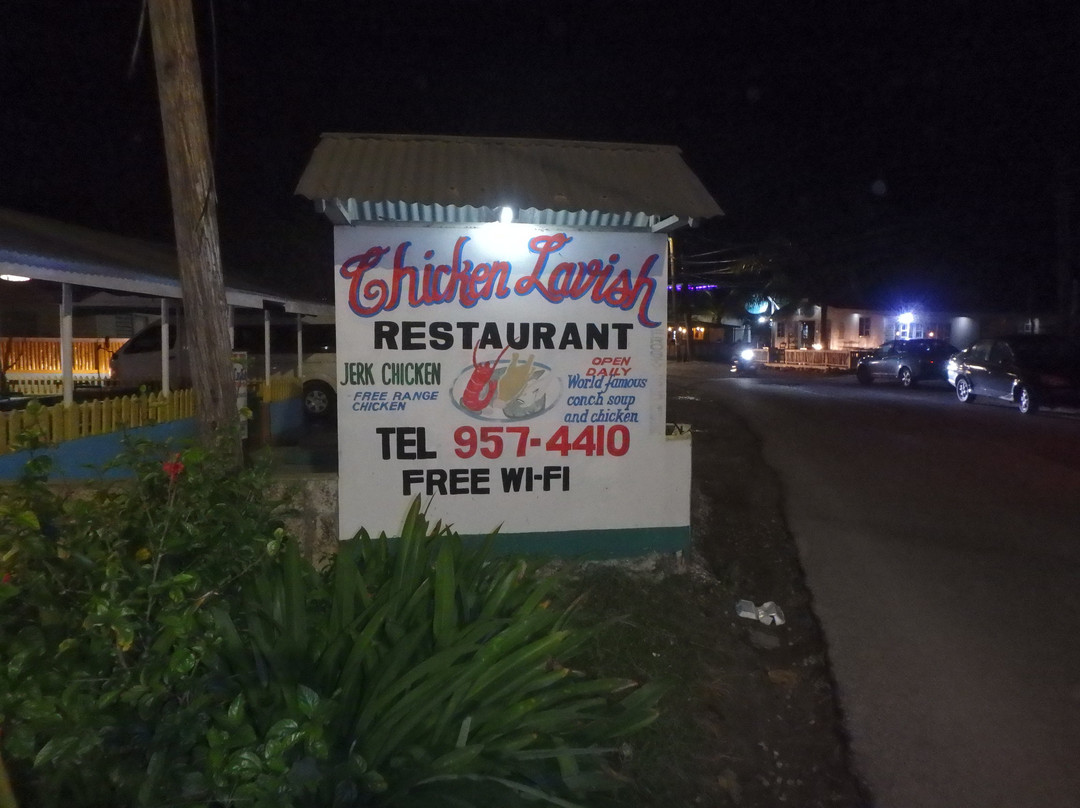 Chicken Lavish
RESTAURANT
JERK CHICKEN
FREE RANGE
CHICKEN
OPEN
DAILY
World famous
conch soup
and chicken
TEL 957-4410
FREE WI-FI